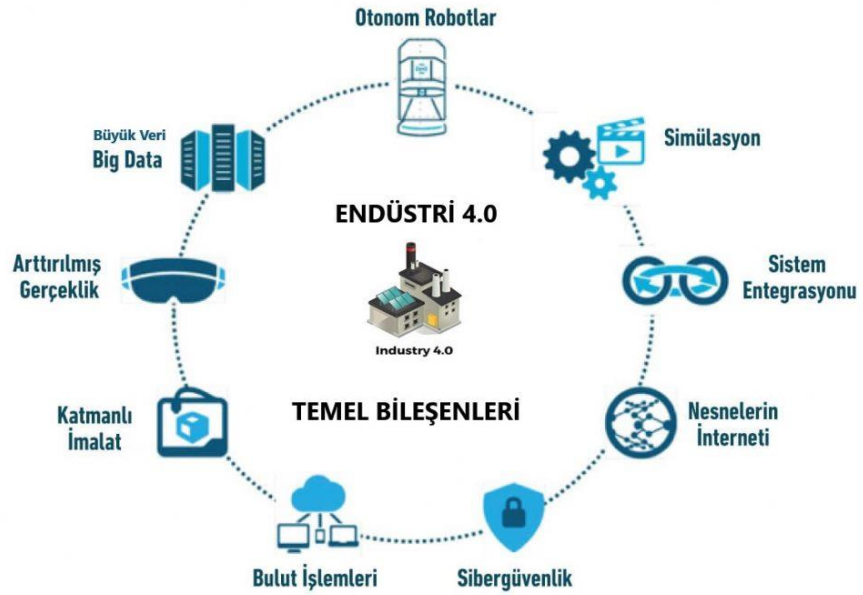 Otonom Robotlar
Büyük Veri
Big Data
Simülasyon
ENDÜSTRİ 4.0
Arttırılmış
Gerçeklik
Sistem
Entegrasyonu
Industry 4.0
TEMEL BİLEŞENLERİ
Katmanlı
İmalat
Nesnelerin
İnterneti
Bulut İşlemleri
Sibergüvenlik